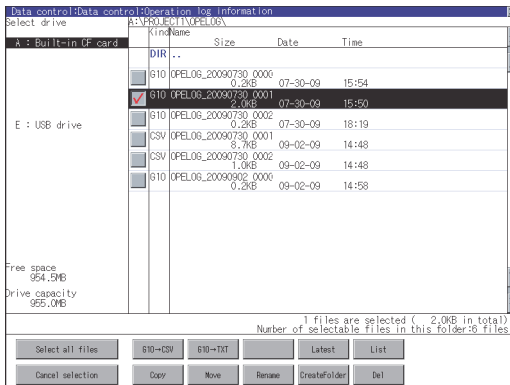 Data control:Data control:Operation log information
Select drive
A:\PROJECT1\OPELOG\
Kind Name
Size Date Time
A : Built-in CF card
DIR ..
G10 OPELOG_20090730_0000
0.2KB 07-30-09 15:54
G10 OPELOG_20090730_0001
2.0KB 07-30-09 15:50
G10 OPELOG_20090730_0002
0.2KB 07-30-09 18:19
E : USB drive
CSV OPELOG_20090730_0001
8.7KB 09-02-09 14:48
CSV OPELOG_20090730_0002
1.0KB 09-02-09 14:48
G10 OPELOG_20090902_0000
0.2KB 09-02-09 14:58
Free space
954.5MB
Drive capacity
955.0MB
1 files are selected ( 2.0KB in total)
Number of selectable files in this folder:6 files
Select all files G10→CSV G10→TXT Latest List
Cancel selection Copy Move Rename CreateFolder Del